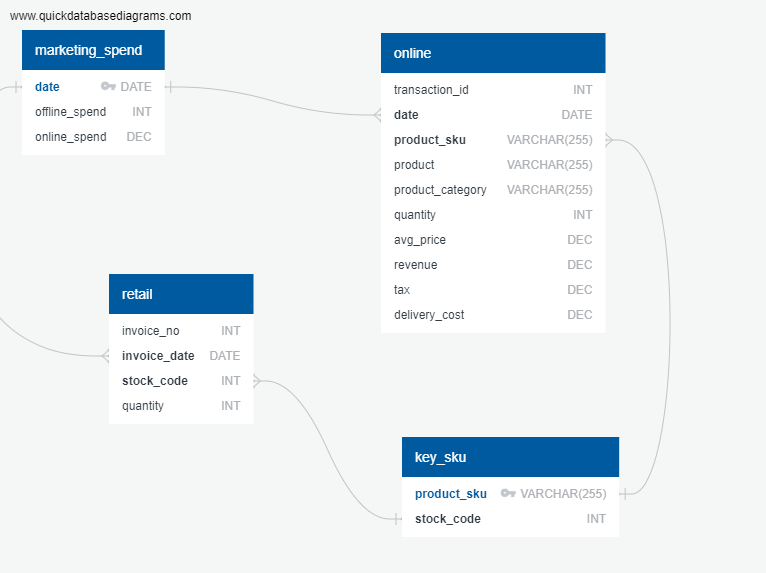 www.quickdatabasediagrams.com
marketing_spend
date DATE
offline_spend INT
online_spend DEC
online
transaction_id INT
date DATE
product_sku VARCHAR(255)
product VARCHAR(255)
product_category VARCHAR(255)
quantity INT
avg_price DEC
revenue DEC
tax DEC
delivery_cost DEC
retail
invoice_no INT
invoice_date DATE
stock_code INT
quantity INT
key_sku
product_sku VARCHAR(255)
stock_code INT